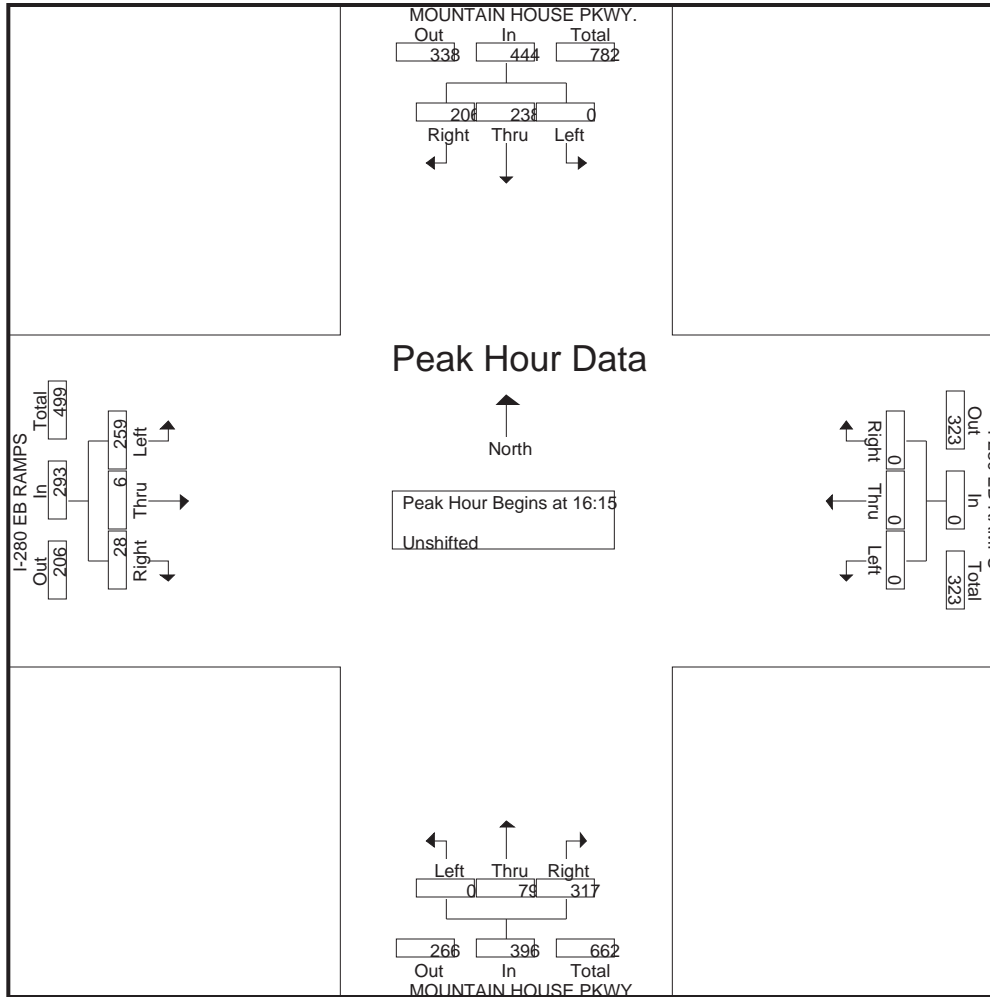 MOUNTAIN HOUSE PKWY.
Out In Total
338 444 782
206 238 0
Right Thru Left
Peak Hour Data
North
Peak Hour Begins at 16:15
Unshifted
I-280 EB RAMPS
Total In Out
499 293 206
259 6 28
Left Thru Right
Right Thru Left
0 0 0
Out In Total
323 0 323
Left Thru Right
0 79 317
266 396 662
Out In Total
MOUNTAIN HOUSE PKWY